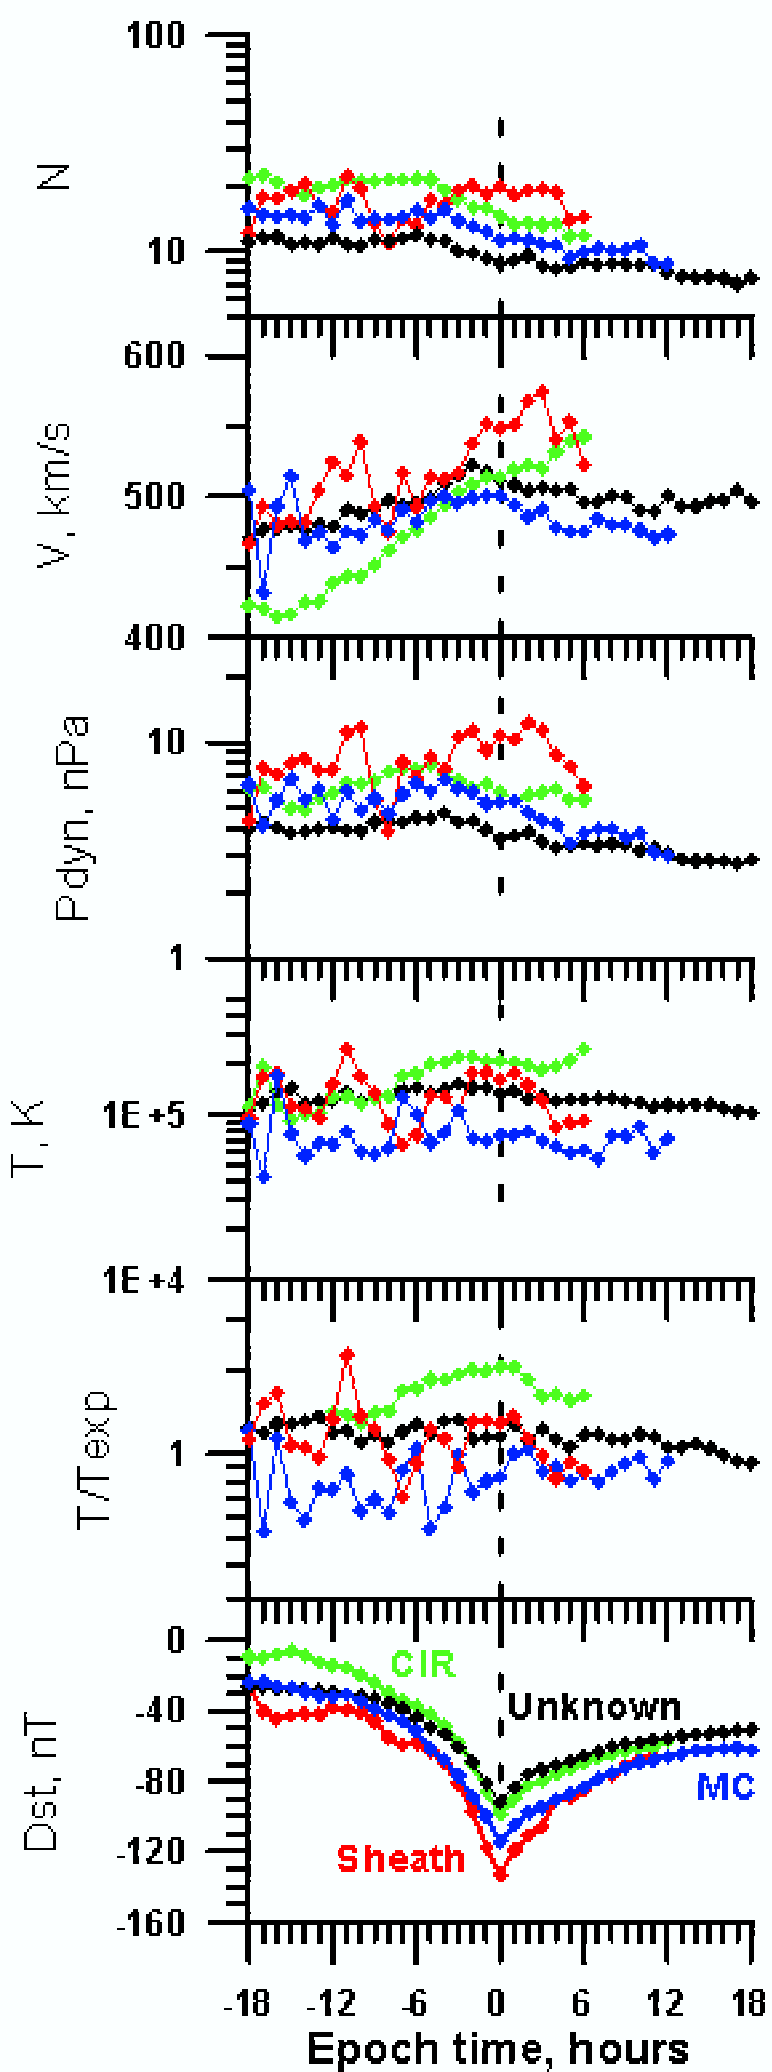 100
N
10
600
V, km/s
500
400
10
Pdyn, nPa
1
T, K
1E+5
1E+4
T/Texp
1
0
CIR
-40
Unknown
Dst, nT
-80
MC
-120
Sheath
-160
-18 -12 -6 0 6 12 18
Epoch time, hours